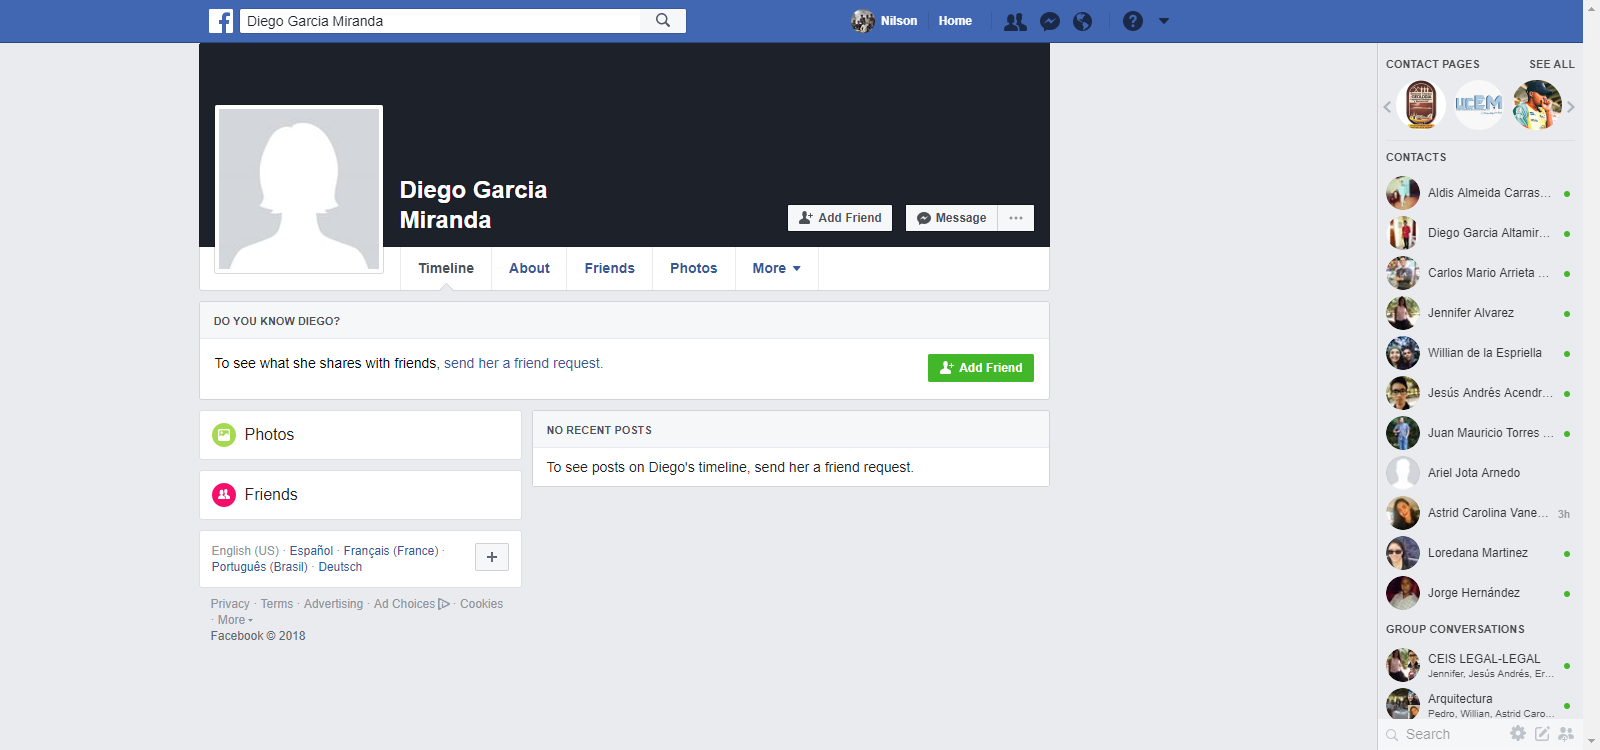 Diego Garcia Miranda
Nilson
Home
Diego Garcia
Miranda
Add Friend
Message
Timeline
About
Friends
Photos
More
DO YOU KNOW DIEGO?
To see what she shares with friends, send her a friend request.
Add Friend
Photos
Friends
English (US) · Español · Français (France) ·
Português (Brasil) · Deutsch
Privacy · Terms · Advertising · Ad Choices · Cookies
· More
Facebook © 2018
NO RECENT POSTS
To see posts on Diego's timeline, send her a friend request.
CONTACT PAGES
SEE ALL
UCEM
CONTACTS
Aldis Almeida Carras...
Diego Garcia Altamir...
Carlos Mario Arrieta ...
Jennifer Alvarez
Willian de la Espriella
Jesús Andrés Acendr...
Juan Mauricio Torres ...
Ariel Jota Arnedo
Astrid Carolina Vane... 3h
Loredana Martinez
Jorge Hernández
GROUP CONVERSATIONS
CEIS LEGAL-LEGAL
Jennifer, Jesús Andrés, Er...
Arquitectura
Pedro, Willian, Astrid Caro...
Search